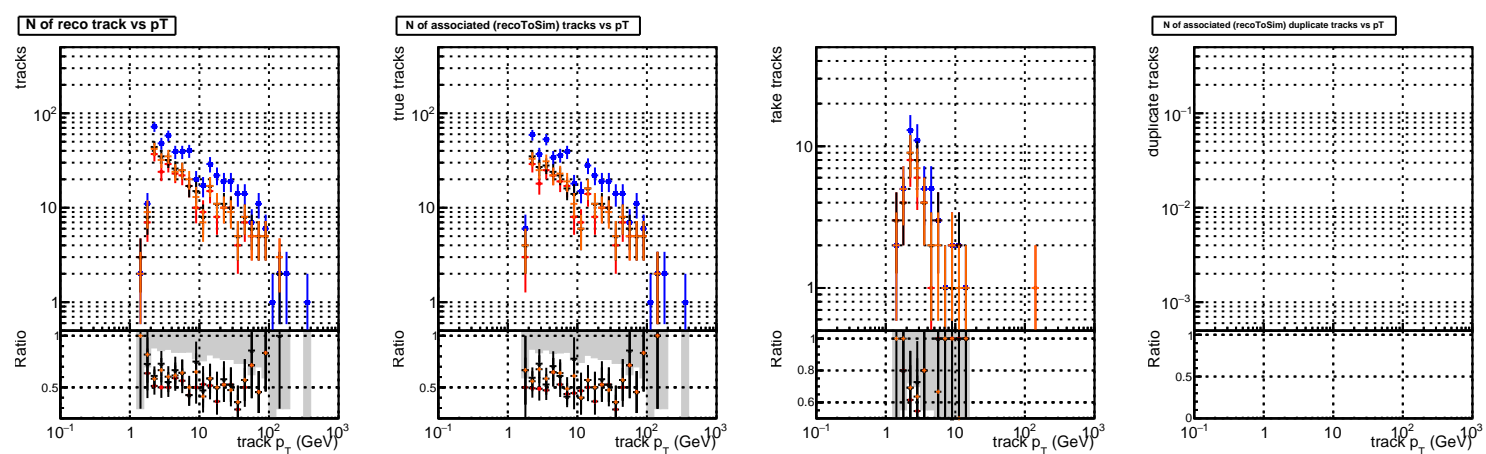 N of reco track vs pT
tracks
10²
10
1
Ratio
1
0.5
10⁻¹ 1 10 10² 10³
track p_T (GeV)
N of associated (recoToSim) tracks vs pT
true tracks
10²
10
1
Ratio
1
0.5
10⁻¹ 1 10 10² 10³
track p_T (GeV)
fake tracks
10
1
Ratio
1
0.8
0.6
10⁻¹ 1 10 10² 10³
track p_T (GeV)
N of associated (recoToSim) duplicate tracks vs pT
duplicate tracks
10⁻¹
10⁻²
10⁻³
Ratio
1
0.5
0
10⁻¹ 1 10 10² 10³
track p_T (GeV)